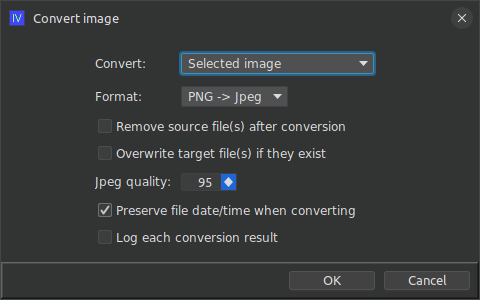 IV Convert image
Convert: Selected image
Format: PNG -> Jpeg
Remove source file(s) after conversion
Overwrite target file(s) if they exist
Jpeg quality: 95
Preserve file date/time when converting
Log each conversion result
OK Cancel